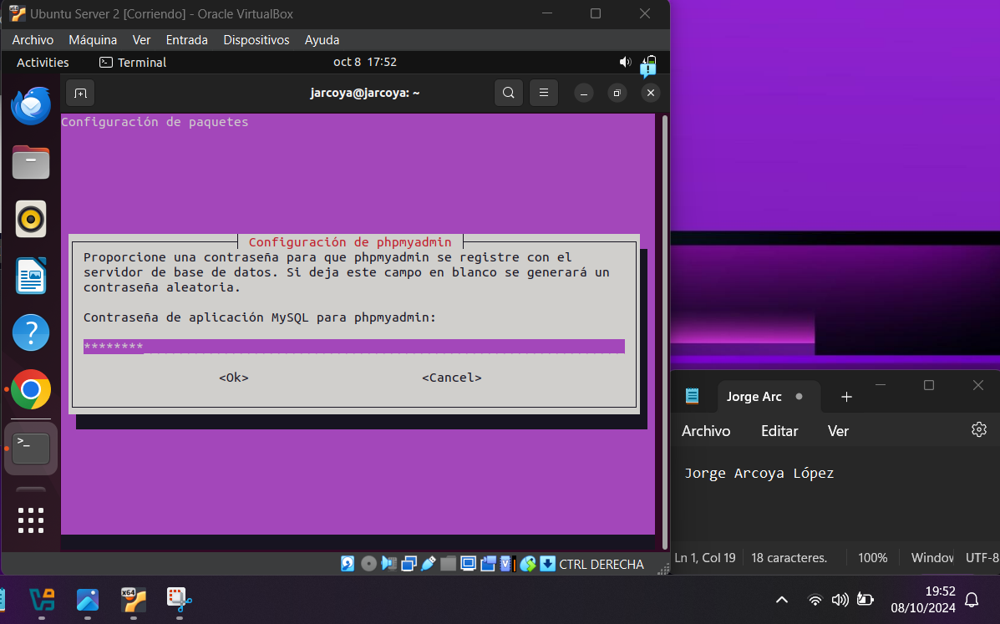 Ubuntu Server 2 [Corriendo] - Oracle VirtualBox
Archivo Máquina Ver Entrada Dispositivos Ayuda
Activities Terminal oct 8 17:52
jarcoya@jarcoya: ~
Configuración de paquetes
Configuración de phpmyadmin
Proporcione una contraseña para que phpmyadmin se registre con el
servidor de base de datos. Si deja este campo en blanco se generará un
contraseña aleatoria.
Contraseña de aplicación MySQL para phpmyadmin:
********
<Ok> <Cancel>
CTRL DERECHA
Jorge Arc
Archivo Editar Ver
Jorge Arcoya López
Ln 1, Col 19 18 caracteres. 100% Window UTF-8
x64
19:52
08/10/2024